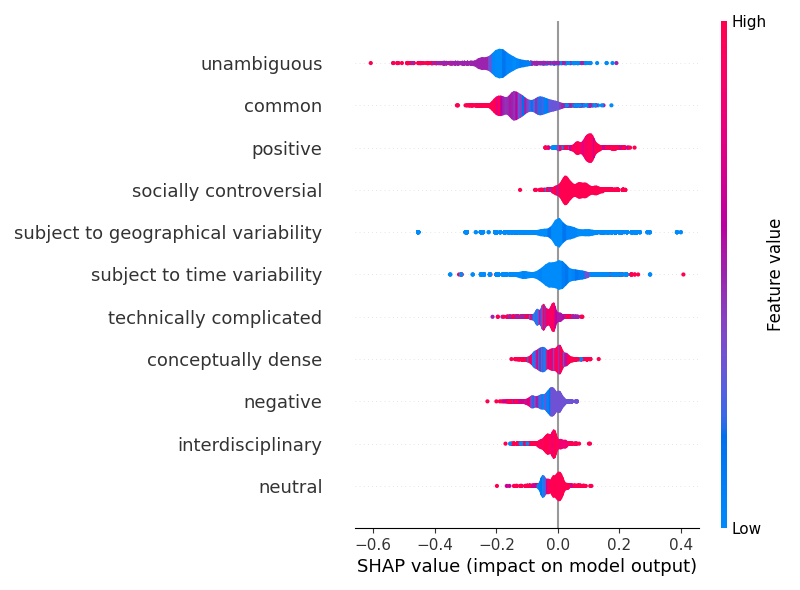 High
unambiguous
common
positive
socially controversial
subject to geographical variability
subject to time variability
technically complicated
conceptually dense
negative
interdisciplinary
neutral
Feature value
Low
−0.6 −0.4 −0.2 0.0 0.2 0.4
SHAP value (impact on model output)